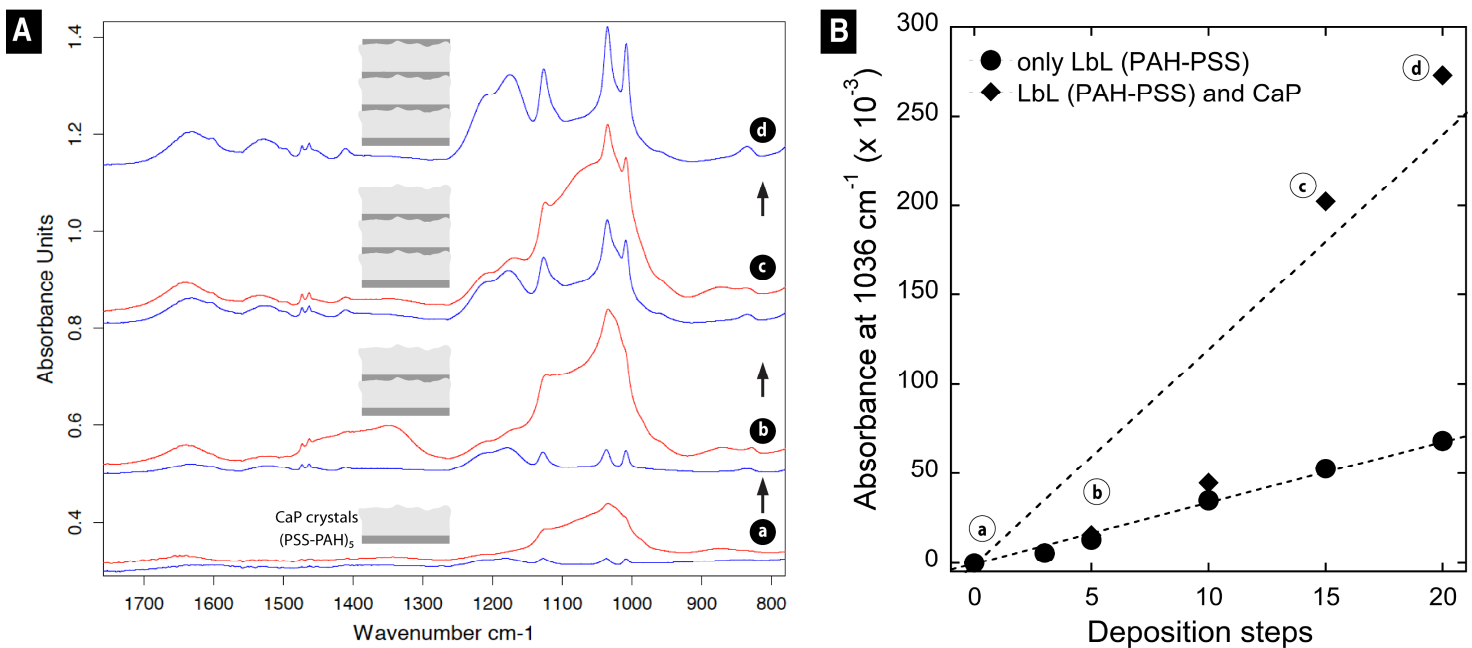 A
Absorbance Units
1.4
1.2
1.0
0.8
0.6
0.4
d
c
b
a
CaP crystals
(PSS-PAH)5
1700 1600 1500 1400 1300 1200 1100 1000 900 800
Wavenumber cm-1
B
Absorbance at 1036 cm-1 (x 10-3)
300
250
200
150
100
50
0
only LbL (PAH-PSS)
LbL (PAH-PSS) and CaP
d
c
b
a
0 5 10 15 20
Deposition steps